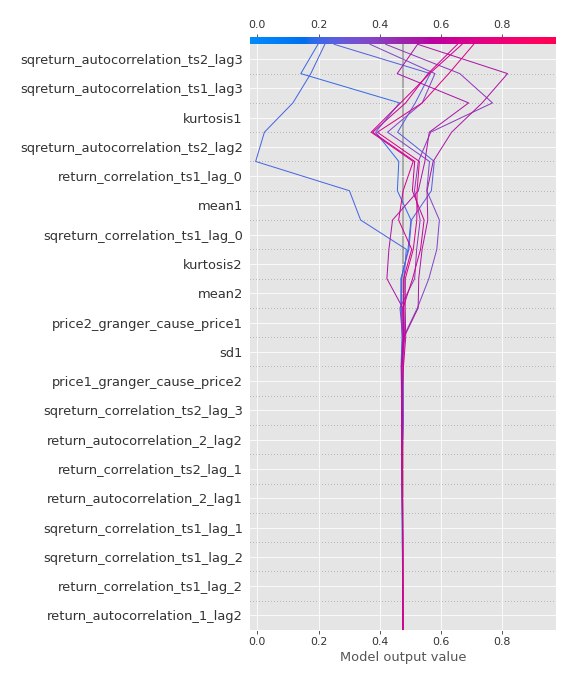 0.0 0.2 0.4 0.6 0.8
sqreturn_autocorrelation_ts2_lag3
sqreturn_autocorrelation_ts1_lag3
kurtosis1
sqreturn_autocorrelation_ts2_lag2
return_correlation_ts1_lag_0
mean1
sqreturn_correlation_ts1_lag_0
kurtosis2
mean2
price2_granger_cause_price1
sd1
price1_granger_cause_price2
sqreturn_correlation_ts2_lag_3
return_autocorrelation_2_lag2
return_correlation_ts2_lag_1
return_autocorrelation_2_lag1
sqreturn_correlation_ts1_lag_1
sqreturn_correlation_ts1_lag_2
return_correlation_ts1_lag_2
return_autocorrelation_1_lag2
0.0 0.2 0.4 0.6 0.8
Model output value